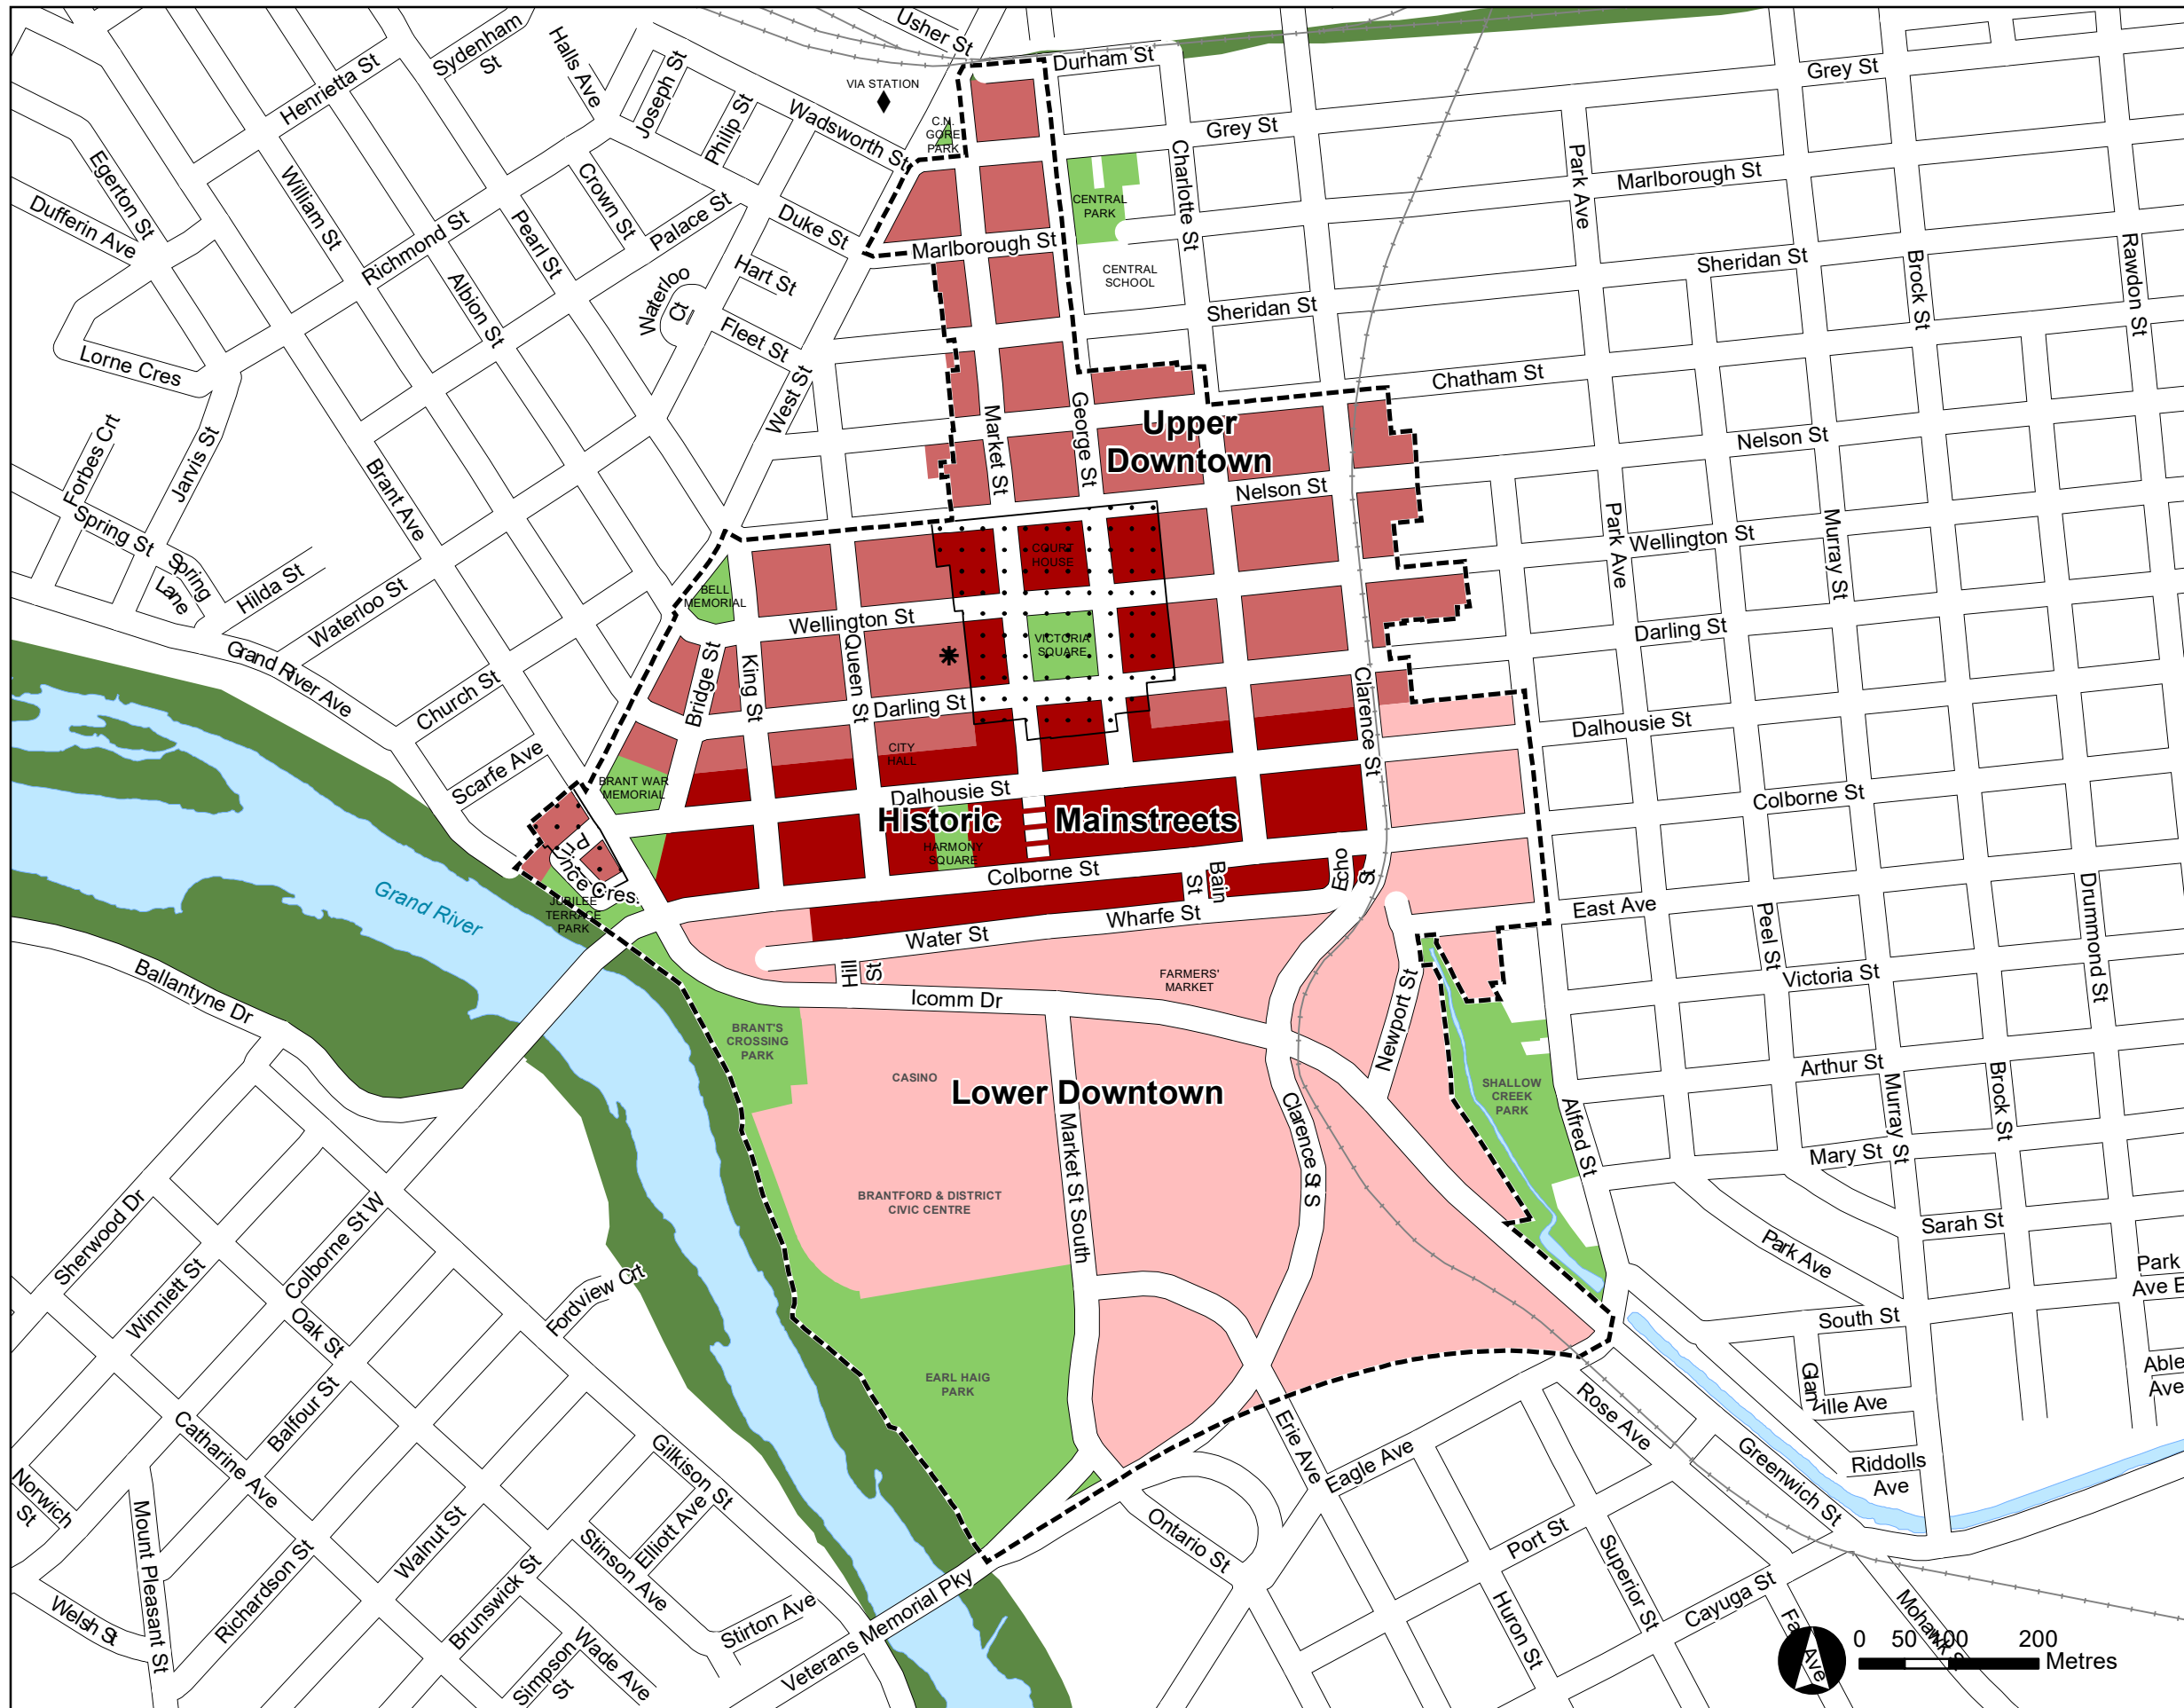 Usher St
Sydenham
St
Halls Ave
Henrietta St
Joseph St
Philip St
VIA STATION
Durham St
Grey St
Wadsworth St
C.N.
GORE
PARK
Grey St
Egerton St
William St
Crown St
Charlotte St
Park Ave
Marlborough St
CENTRAL
PARK
Dufferin Ave
Richmond St
Pearl St
Palace St
Duke St
Marlborough St
Hart St
CENTRAL
SCHOOL
Sheridan St
Brock St
Rawdon St
Albion St
Waterloo
Ct
Fleet St
Sheridan St
Lorne Cres
West St
Chatham St
Market St
George St
Upper
Downtown
Forbes Crt
Jarvis St
Brant Ave
Nelson St
Nelson St
Spring St
Spring
Lane
Hilda St
Waterloo St
COURT
HOUSE
Park Ave
Wellington St
Murray St
BELL
MEMORIAL
Wellington St
Queen St
VICTORIA
SQUARE
Darling St
Grand River Ave
Church St
Bridge St
King St
Darling St
Clarence St
Dalhousie St
CITY
HALL
Scarfe Ave
BRANT WAR
MEMORIAL
Dalhousie St
Colborne St
Historic
Mainstreets
HARMONY
SQUARE
Prince Cres
Colborne St
Bain
St
Echo
St
Grand River
JUBILEE
TERRACE
PARK
Wharfe St
Water St
East Ave
Peel St
Drummond St
Ballantyne Dr
Hill
St
FARMERS'
MARKET
Icomm Dr
Newport St
Victoria St
BRANT'S
CROSSING
PARK
CASINO
Lower Downtown
SHALLOW
CREEK
PARK
Arthur St
Murray St
Brock St
Market St South
Clarence St S
Alfred St
Mary St
Sherwood Dr
Colborne St W
BRANTFORD & DISTRICT
CIVIC CENTRE
Sarah St
Park Ave
Park
Ave E
Winniett St
Fordview Crt
Oak St
South St
Able
Ave
EARL HAIG
PARK
Balfour St
Glanville Ave
Rose Ave
Catharine Ave
Gilkison St
Erie Ave
Eagle Ave
Greenwich St
Riddolls
Ave
Norwich
St
Mount Pleasant St
Walnut St
Elliott Ave
Stinson Ave
Ontario St
Port St
Superior St
Richardson St
Brunswick St
Welsh St
Stirton Ave
Veterans Memorial Pky
Wade Ave
Simpson
St
Huron St
Cayuga St
0 50 100 200
Metres